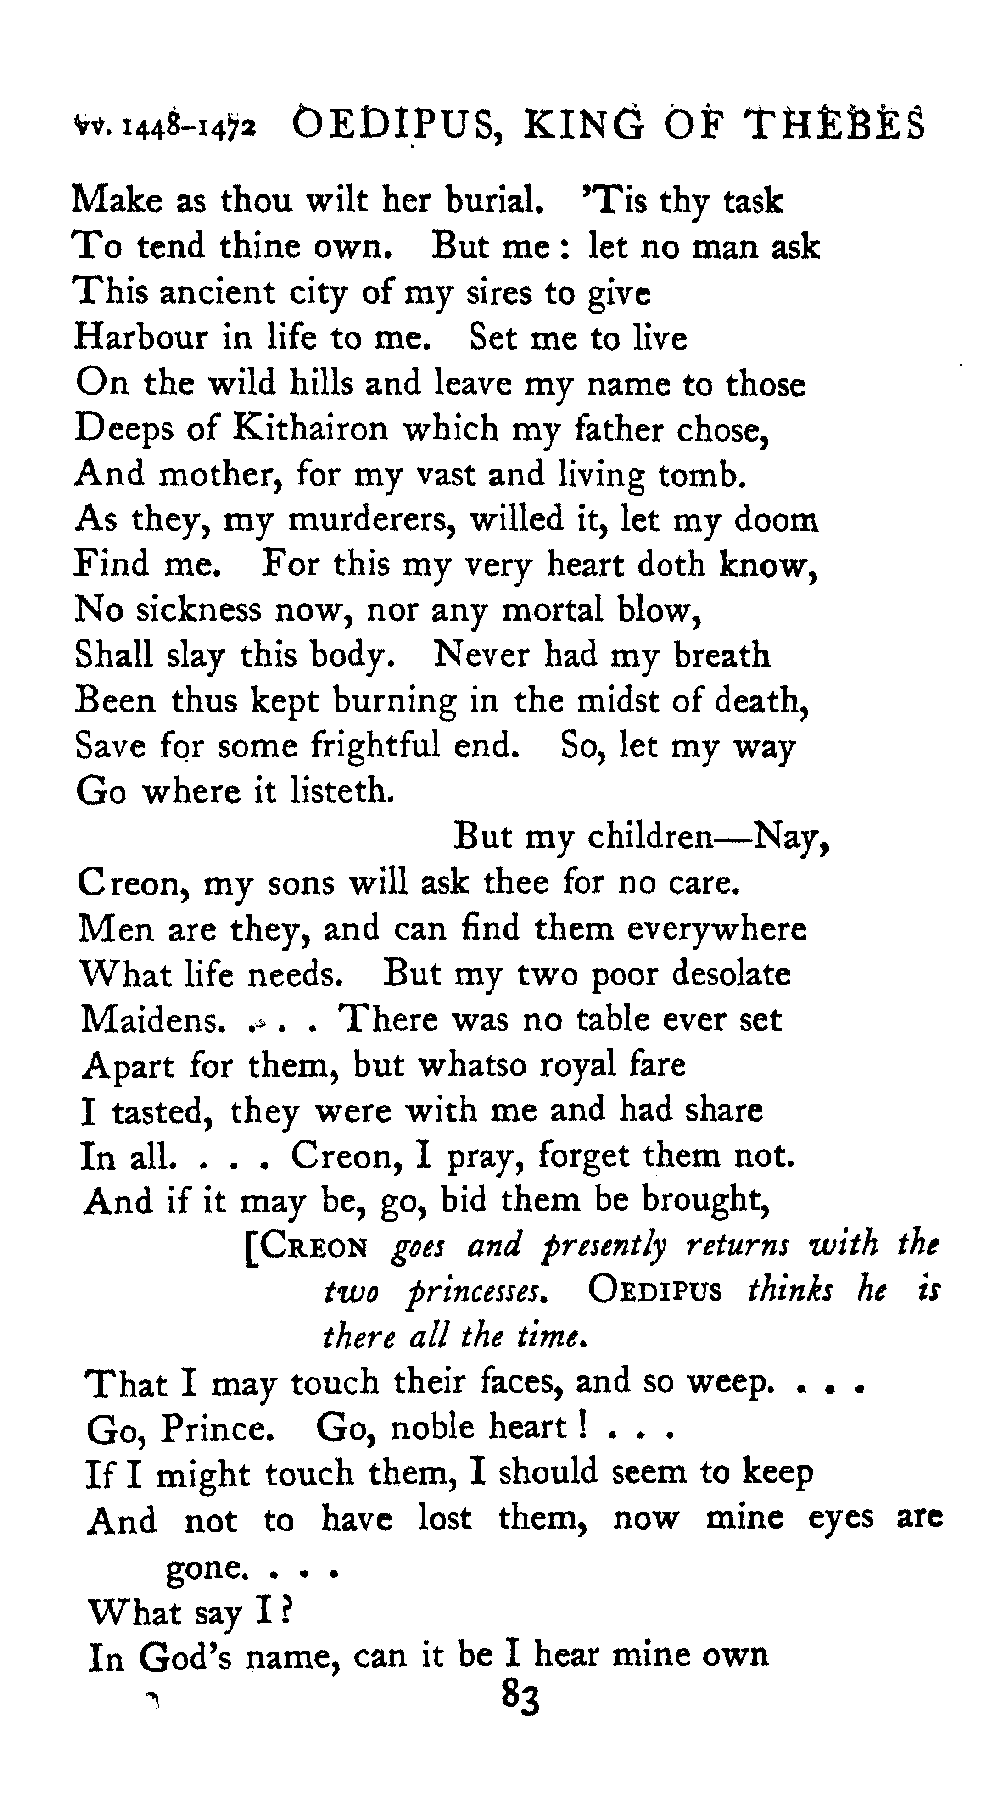 vv. 1448–1472 OEDIPUS, KING OF THEBES
Make as thou wilt her burial. ’Tis thy task
To tend thine own. But me : let no man ask
This ancient city of my sires to give
Harbour in life to me. Set me to live
On the wild hills and leave my name to those
Deeps of Kithairon which my father chose,
And mother, for my vast and living tomb.
As they, my murderers, willed it, let my doom
Find me. For this my very heart doth know,
No sickness now, nor any mortal blow,
Shall slay this body. Never had my breath
Been thus kept burning in the midst of death,
Save for some frightful end. So, let my way
Go where it listeth.
But my children—Nay,
Creon, my sons will ask thee for no care.
Men are they, and can find them everywhere
What life needs. But my two poor desolate
Maidens. . . . There was no table ever set
Apart for them, but whatso royal fare
I tasted, they were with me and had share
In all. . . . Creon, I pray, forget them not.
And if it may be, go, bid them be brought,
[CREON goes and presently returns with the
two princesses. OEDIPUS thinks he is
there all the time.
That I may touch their faces, and so weep. . . .
Go, Prince. Go, noble heart ! . . .
If I might touch them, I should seem to keep
And not to have lost them, now mine eyes are
gone. . . .
What say I ?
In God’s name, can it be I hear mine own
83